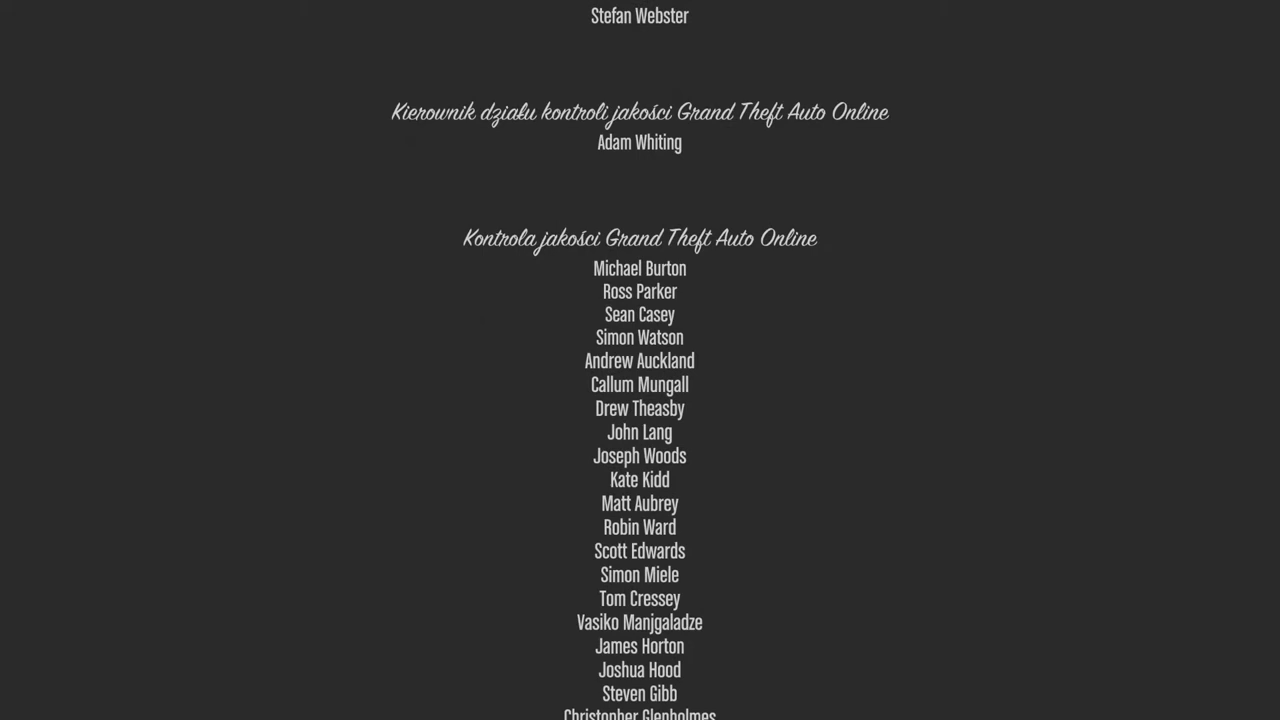 Stefan Webster
Kierownik działu kontroli jakości Grand Theft Auto Online
Adam Whiting
Kontrola jakości Grand Theft Auto Online
Michael Burton
Ross Parker
Sean Casey
Simon Watson
Andrew Auckland
Callum Mungall
Drew Theasby
John Lang
Joseph Woods
Kate Kidd
Matt Aubrey
Robin Ward
Scott Edwards
Simon Miele
Tom Cressey
Vasiko Manjgaladze
James Horton
Joshua Hood
Steven Gibb
Christopher Glenholmes